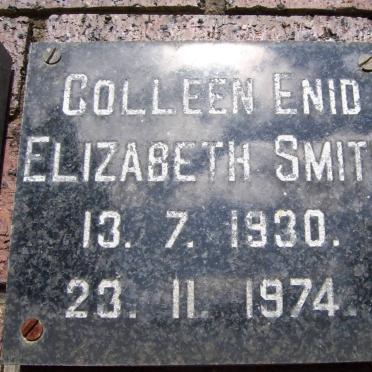 COLLEEN ENID
ELIZABETH SMIT
13. 7. 1930.
23. 11. 1974.